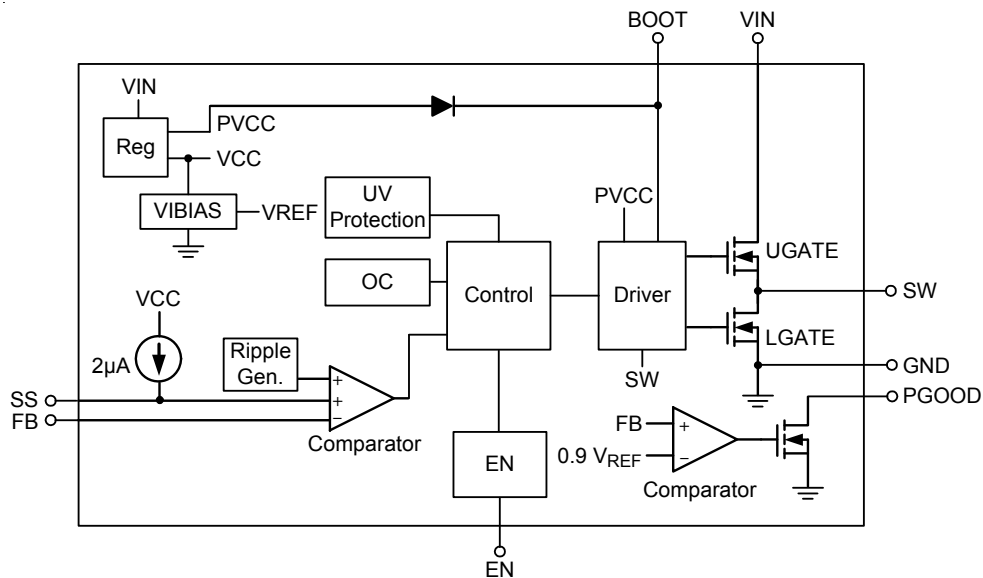 BOOT
VIN
VIN
PVCC
Reg
VCC
UV
Protection
PVCC
VIBIAS
VREF
UGATE
OC
Control
Driver
SW
VCC
LGATE
2µA
Ripple
Gen.
SW
GND
SS
+
+
−
FB
PGOOD
Comparator
FB
+
EN
0.9 VREF
−
Comparator
EN